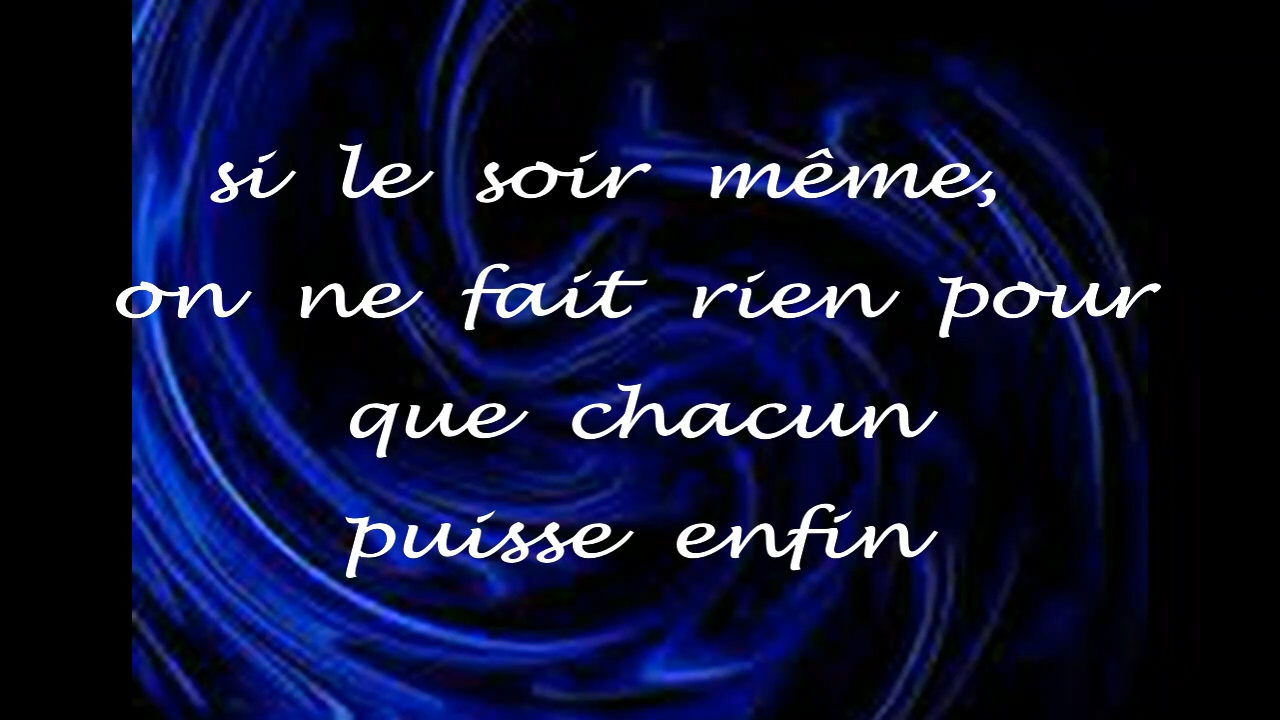 si le soir même,
on ne fait rien pour
que chacun
puisse enfin